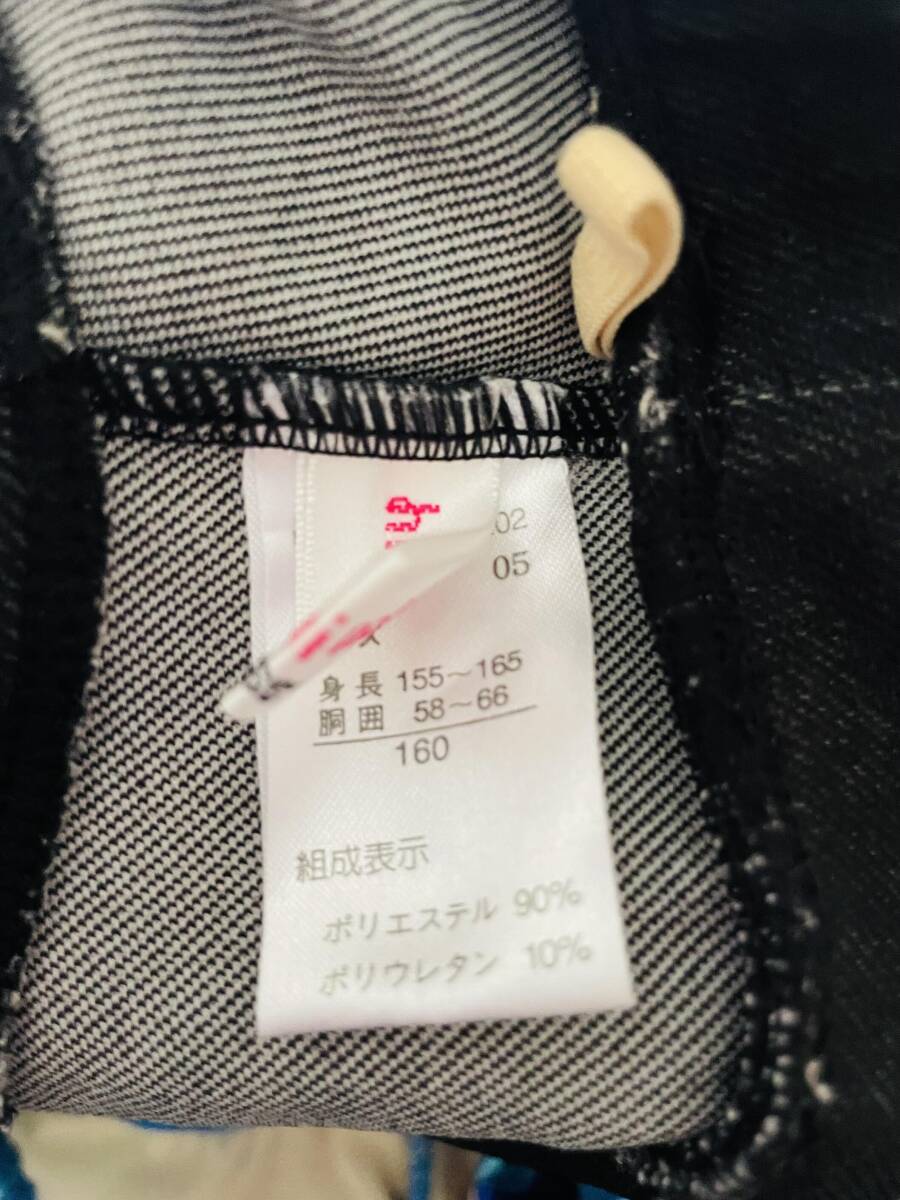 02
05
ズ
身長 155～165
胴囲 58～66
160
組成表示
ポリエステル 90%
ポリウレタン 10%